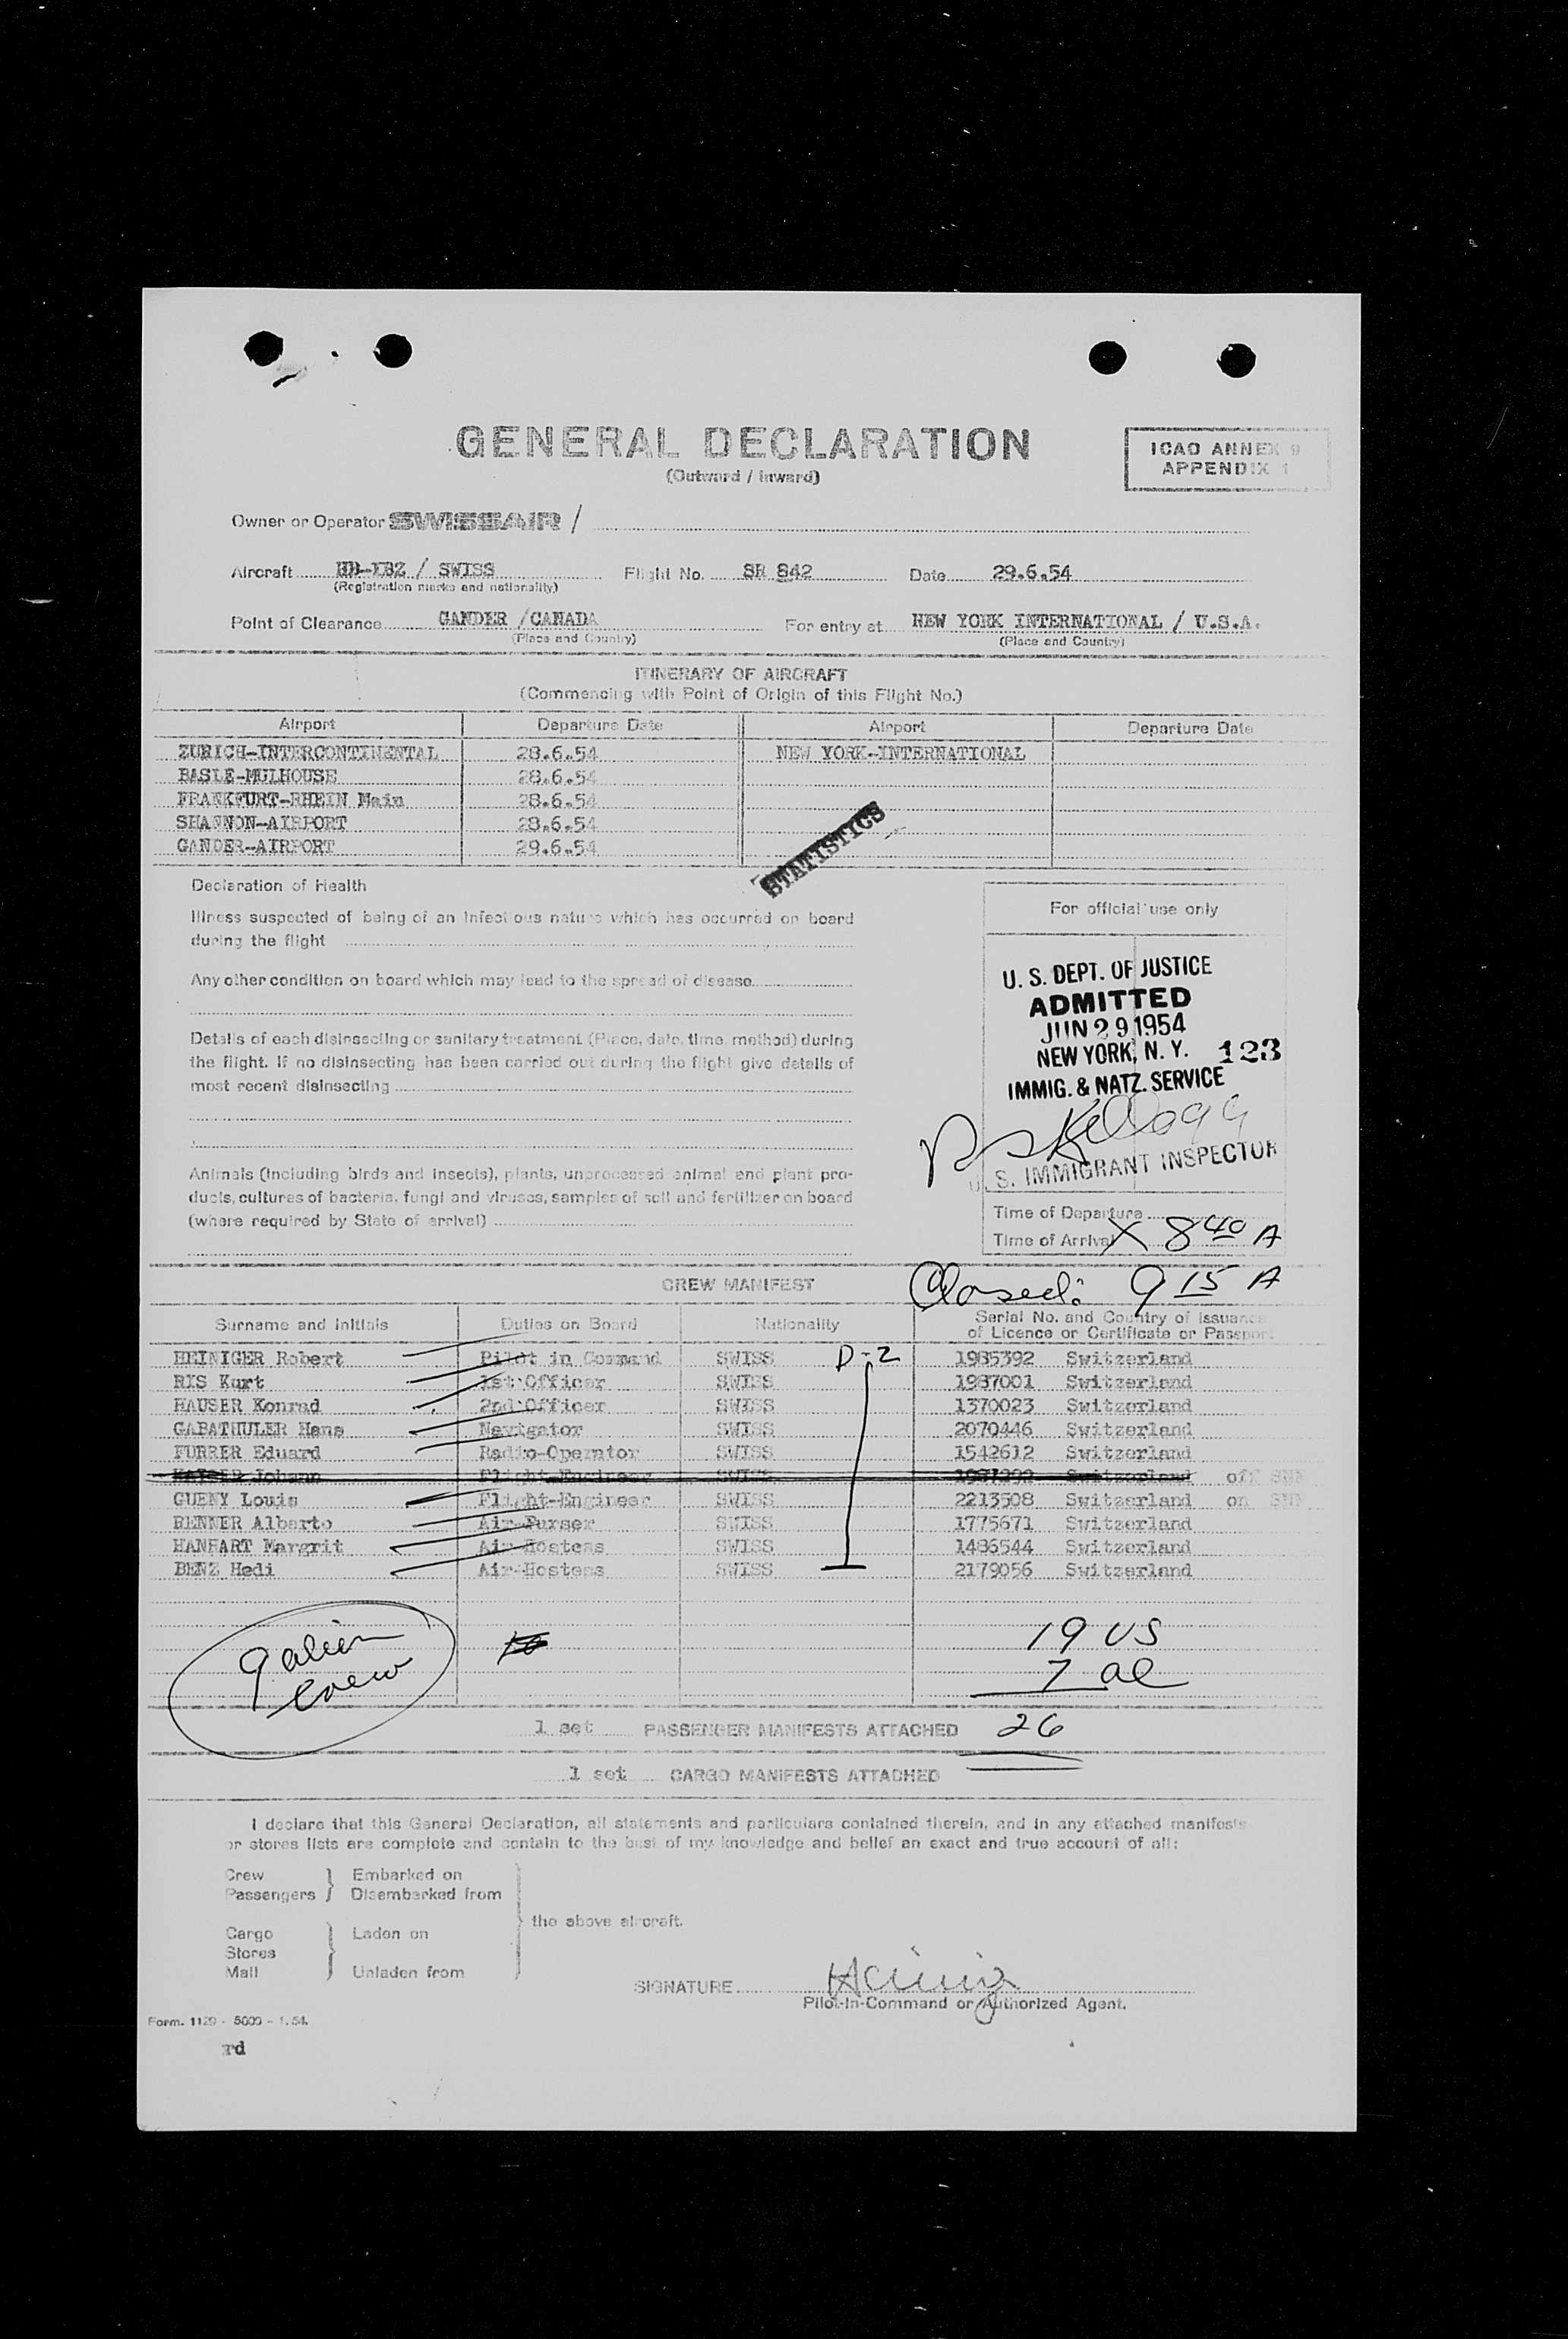 GENERAL DECLARATION
(Outward / Inward)
ICAO ANNEX 9
APPENDIX 1
Owner or Operator SWISSAIR /
Aircraft HB-IBZ / SWISS Flight No. SR 842 Date 29.6.54
(Registration marks and nationality)
Point of Clearance GANDER /CANADA For entry at NEW YORK INTERNATIONAL / U.S.A.
(Place and Country) (Place and Country)
ITINERARY OF AIRCRAFT
(Commencing with Point of Origin of this Flight No.)
Airport Departure Date Airport Departure Date
ZURICH-INTERCONTINENTAL 28.6.54 NEW YORK-INTERNATIONAL
BASLE-MULHOUSE 28.6.54
FRANKFURT-RHEIN Main 28.6.54
SHANNON-AIRPORT 28.6.54
GANDER-AIRPORT 29.6.54
STATISTICS
Declaration of Health
Illness suspected of being of an infectious nature which has occurred on board
during the flight
Any other condition on board which may lead to the spread of disease
Details of each disinsecting or sanitary treatment (Place, date, time, method) during
the flight. If no disinsecting has been carried out during the flight give details of
most recent disinsecting
Animals (including birds and insects), plants, unprocessed animal and plant pro-
ducts, cultures of bacteria, fungi and viruses, samples of soil and fertilizer on board
(where required by State of arrival)
For official use only
U. S. DEPT. OF JUSTICE
ADMITTED
JUN 29 1954
NEW YORK, N. Y. 123
IMMIG. & NATZ. SERVICE
Kellogg
U. S. IMMIGRANT INSPECTOR
Time of Departure
Time of Arrival X 8 40 A
Closed: 9 15 A
CREW MANIFEST
Surname and Initials Duties on Board Nationality Serial No. and Country of Issuance
of Licence or Certificate or Passport
HEINIGER Robert Pilot in Command SWISS D-2 1985392 Switzerland
RIS Kurt 1st Officer SWISS 1987001 Switzerland
HAUSER Konrad 2nd Officer SWISS 1370023 Switzerland
GABATHULER Hans Navigator SWISS 2070446 Switzerland
FURRER Eduard Radio-Operator SWISS 1542612 Switzerland
KAISER Johann Flight-Engineer SWISS Switzerland off SNN
GUENY Louis Flight-Engineer SWISS 2213508 Switzerland on SNN
BENNER Alberto Air-Purser SWISS 1775671 Switzerland
HANHART Margrit Air-Hostess SWISS 1486544 Switzerland
BENZ Hedi Air-Hostess SWISS 2179056 Switzerland
9 alien
crew
19 US
7 al
1 set PASSENGER MANIFESTS ATTACHED 26
1 set CARGO MANIFESTS ATTACHED
I declare that this General Declaration, all statements and particulars contained therein, and in any attached manifests
or stores lists are complete and contain to the best of my knowledge and belief an exact and true account of all:
Crew Embarked on
Passengers Disembarked from
the above aircraft.
Cargo Laden on
Stores
Mail Unladen from
SIGNATURE Heiniger
Pilot-in-Command or Authorized Agent.
Form. 1129 - 5000 - 1.54.
rd